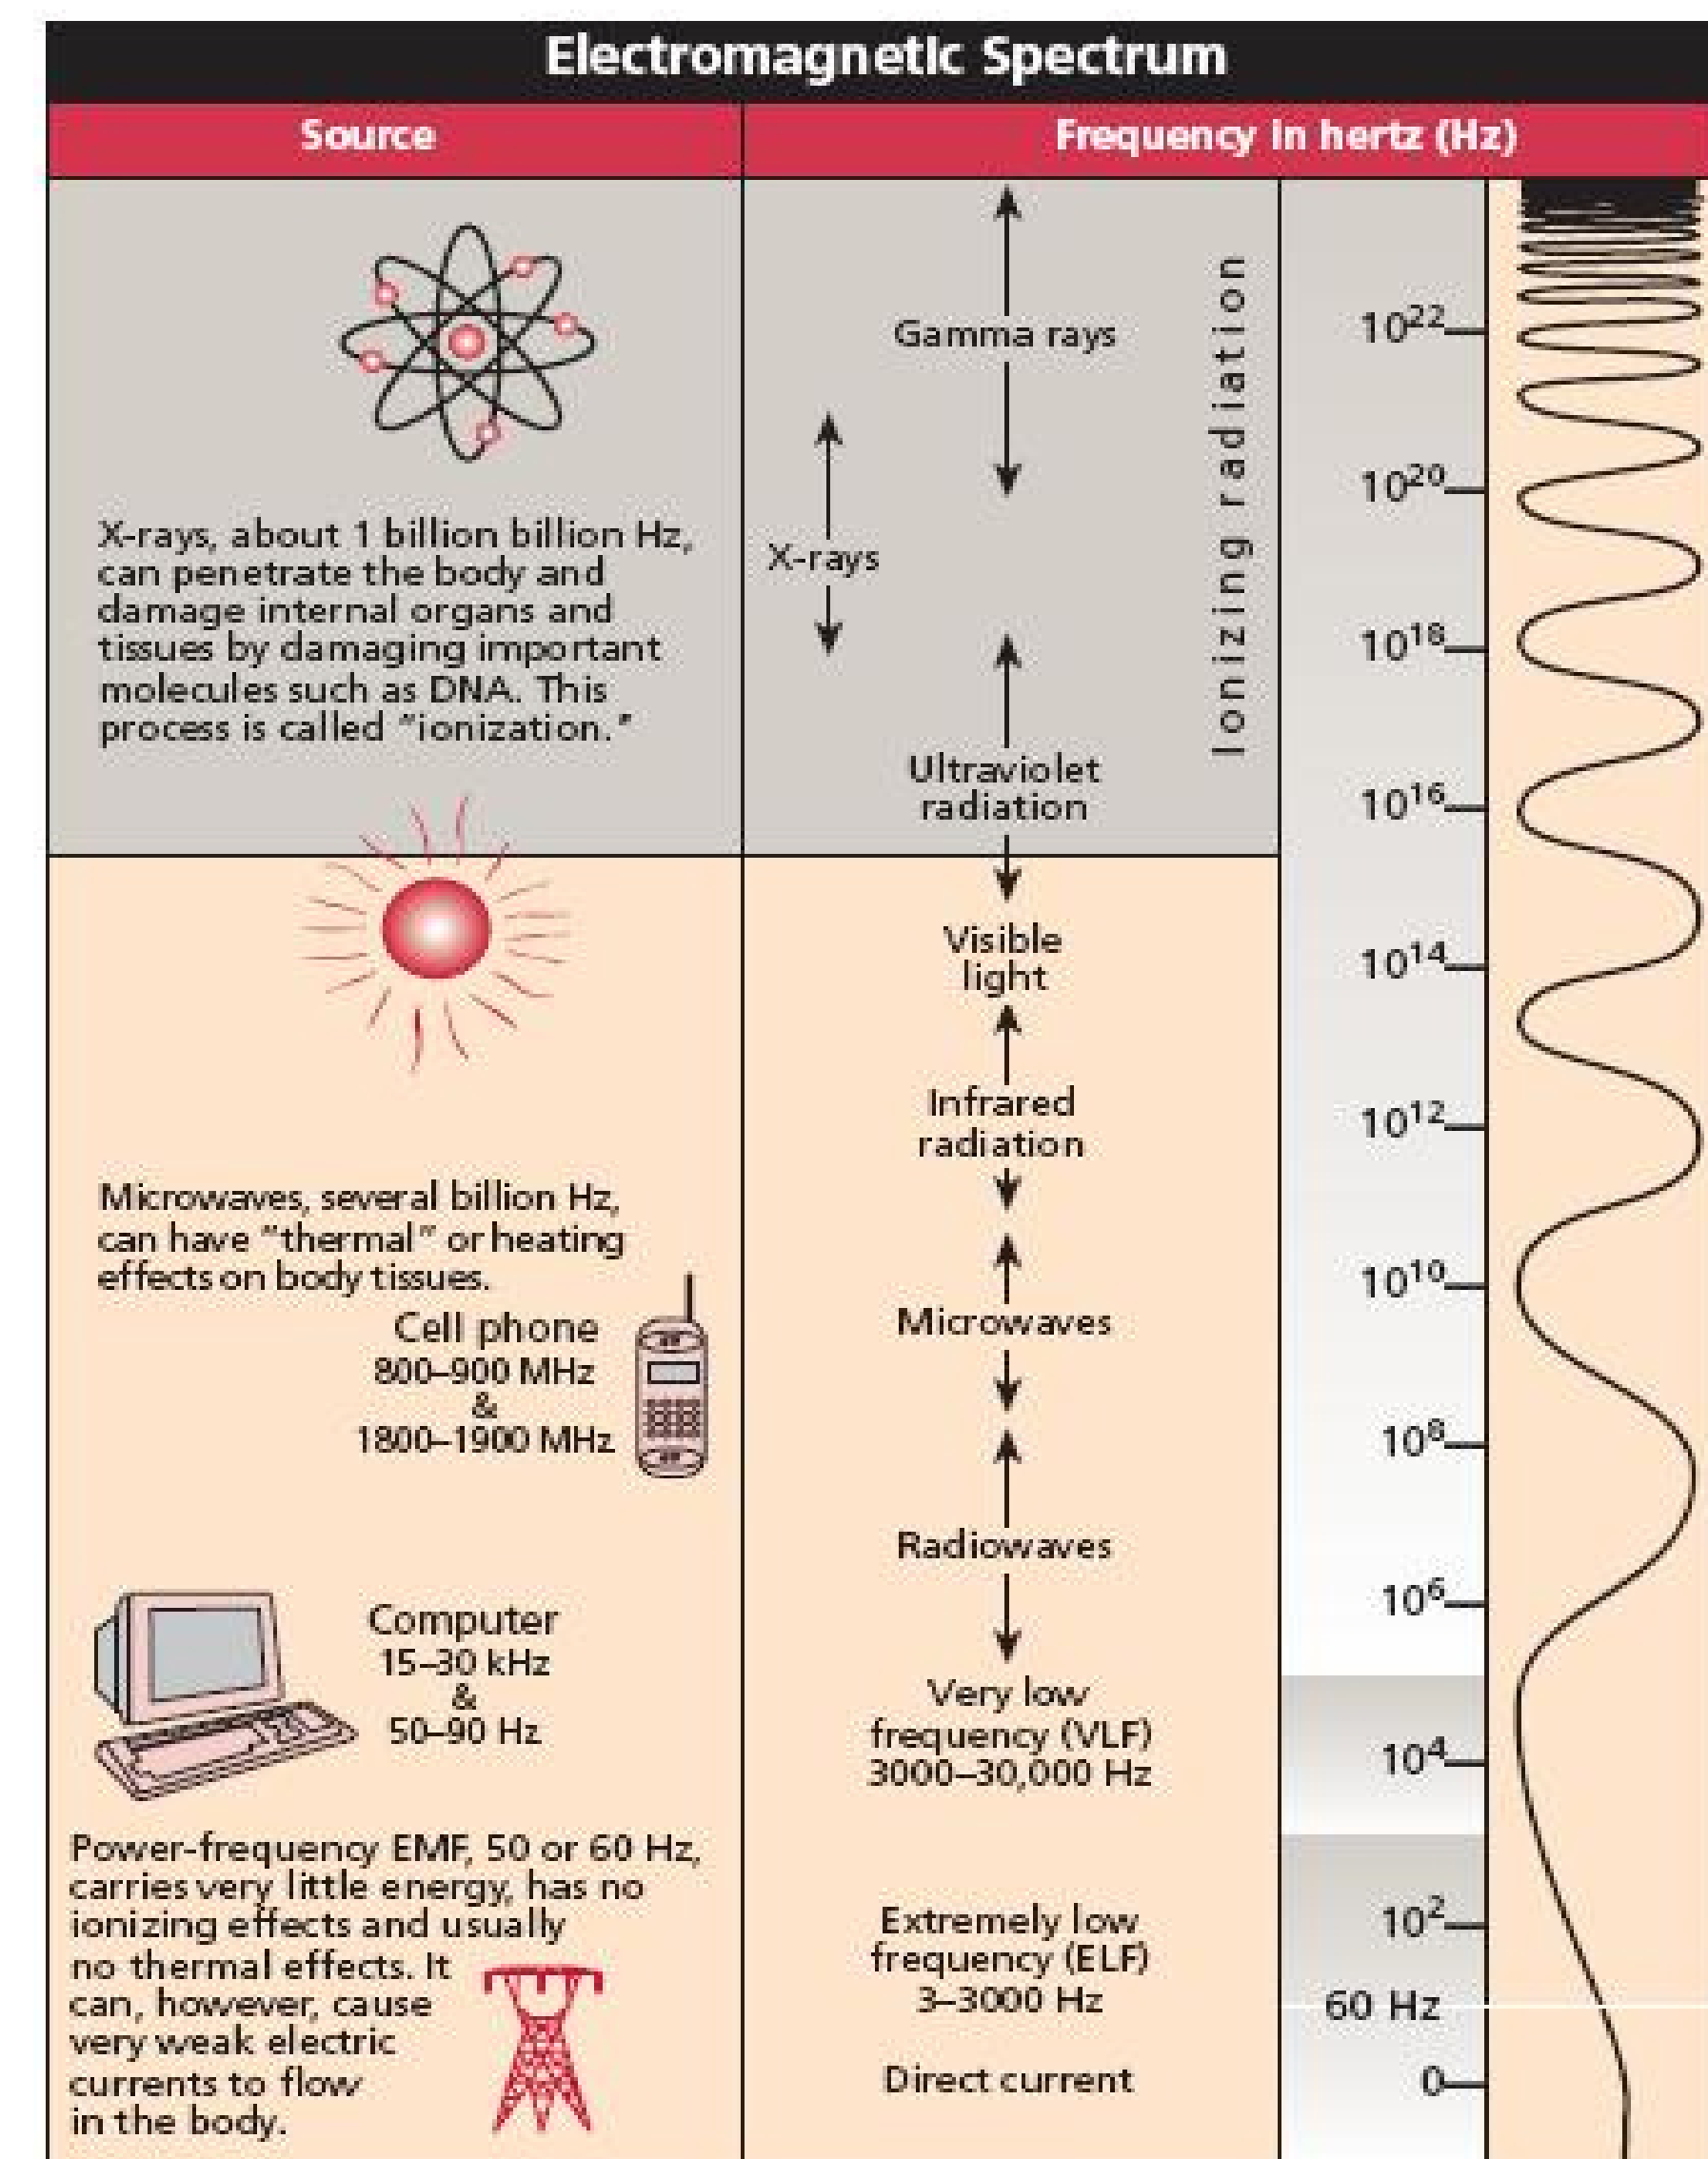 Electromagnetic Spectrum
Source
Frequency in hertz (Hz)
X-rays, about 1 billion billion Hz,
can penetrate the body and
damage internal organs and
tissues by damaging important
molecules such as DNA. This
process is called "ionization."
Microwaves, several billion Hz,
can have "thermal" or heating
effects on body tissues.
Cell phone
800–900 MHz
&
1800–1900 MHz
Computer
15–30 kHz
&
50–90 Hz
Power-frequency EMF, 50 or 60 Hz,
carries very little energy, has no
ionizing effects and usually
no thermal effects. It
can, however, cause
very weak electric
currents to flow
in the body.
Gamma rays
X-rays
Ultraviolet
radiation
Ionizing radiation
Visible
light
Infrared
radiation
Microwaves
Radiowaves
Very low
frequency (VLF)
3000–30,000 Hz
Extremely low
frequency (ELF)
3–3000 Hz
Direct current
10²²
10²⁰
10¹⁸
10¹⁶
10¹⁴
10¹²
10¹⁰
10⁸
10⁶
10⁴
10²
60 Hz
0